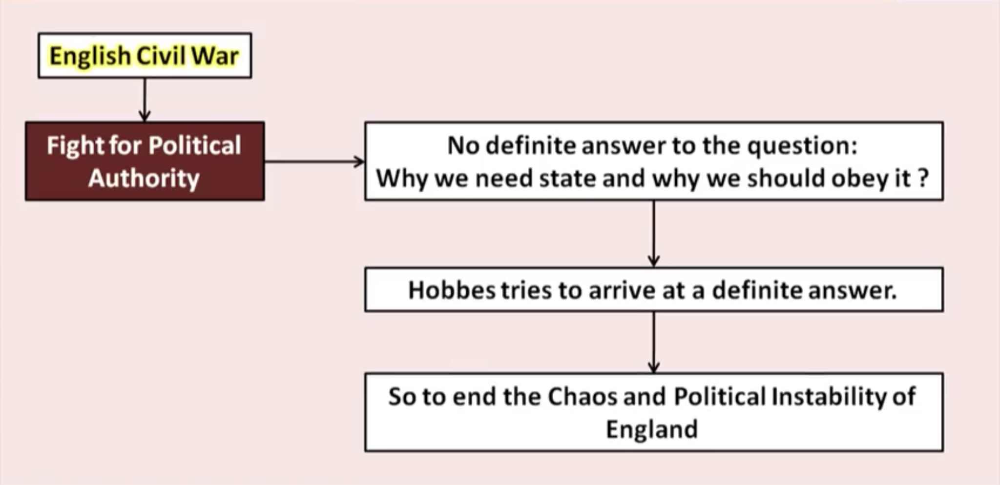 English Civil War
Fight for Political
Authority
No definite answer to the question:
Why we need state and why we should obey it ?
Hobbes tries to arrive at a definite answer.
So to end the Chaos and Political Instability of
England